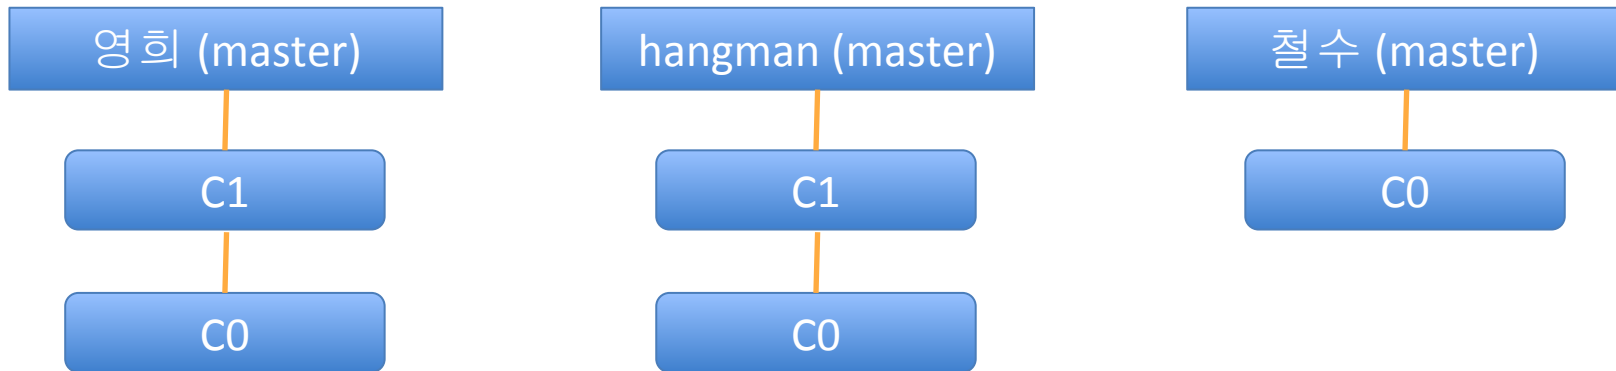 영희 (master)
hangman (master)
철수 (master)
C1
C1
C0
C0
C0